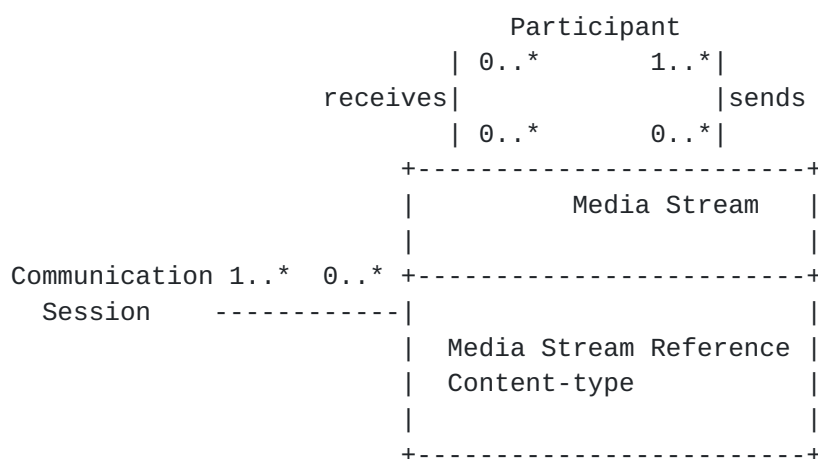 Participant
| 0..* 1..*|
receives| |sends
| 0..* 0..*|
+-------------------------+
| Media Stream |
| |
Communication 1..* 0..* +-------------------------+
Session ------------| |
| Media Stream Reference |
| Content-type |
| |
+-------------------------+